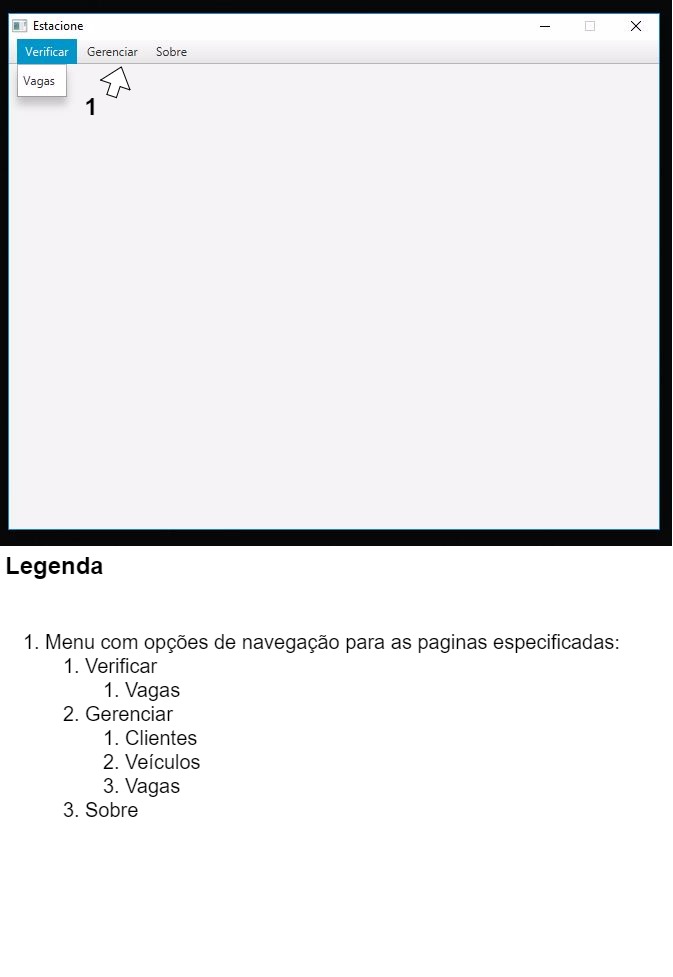 Estacione
Verificar Gerenciar Sobre
Vagas
1
Legenda
1. Menu com opções de navegação para as paginas especificadas:
1. Verificar
1. Vagas
2. Gerenciar
1. Clientes
2. Veículos
3. Vagas
3. Sobre